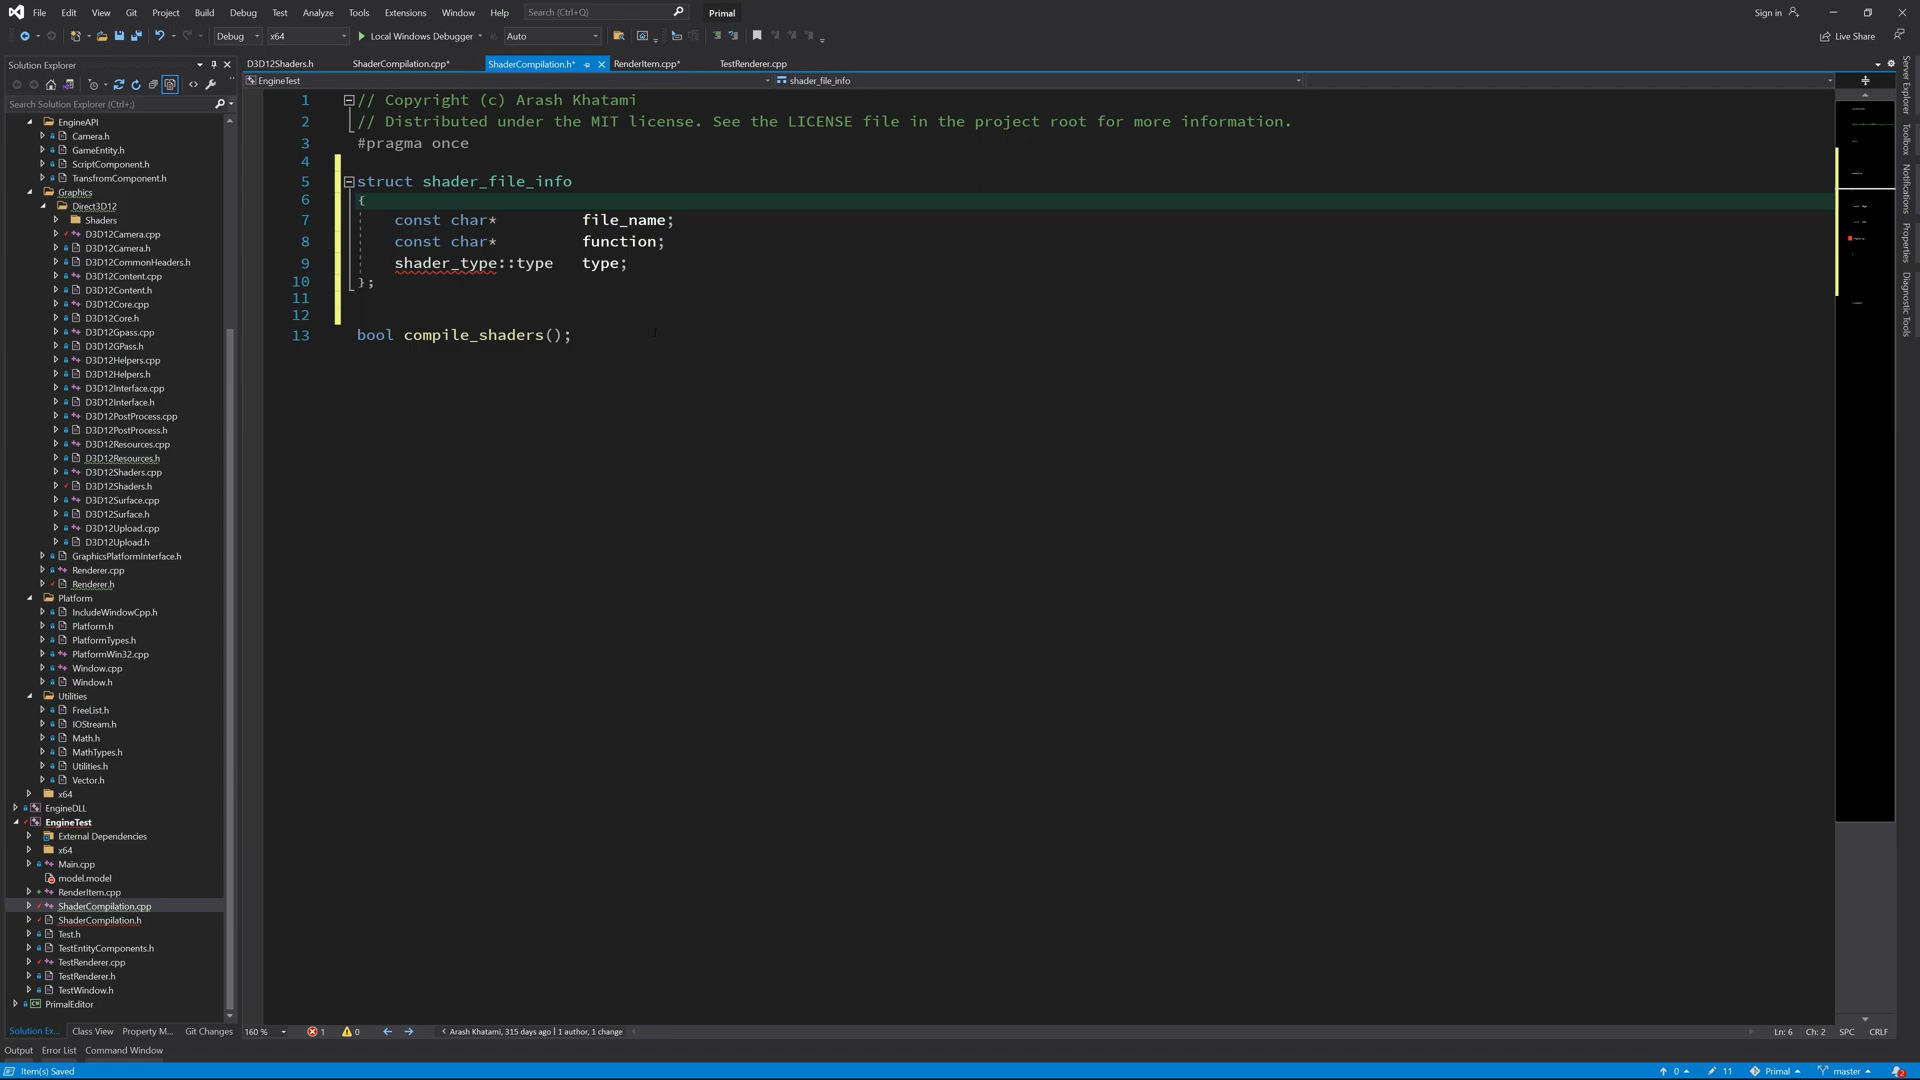 File Edit View Git Project Build Debug Test Analyze Tools Extensions Window Help Search (Ctrl+Q) Primal Sign in
Debug x64 Local Windows Debugger Auto Live Share
Solution Explorer
Search Solution Explorer (Ctrl+;)
EngineAPI
Camera.h
GameEntity.h
ScriptComponent.h
TransfromComponent.h
Graphics
Direct3D12
Shaders
D3D12Camera.cpp
D3D12Camera.h
D3D12CommonHeaders.h
D3D12Content.cpp
D3D12Content.h
D3D12Core.cpp
D3D12Core.h
D3D12Gpass.cpp
D3D12GPass.h
D3D12Helpers.cpp
D3D12Helpers.h
D3D12Interface.cpp
D3D12Interface.h
D3D12PostProcess.cpp
D3D12PostProcess.h
D3D12Resources.cpp
D3D12Resources.h
D3D12Shaders.cpp
D3D12Shaders.h
D3D12Surface.cpp
D3D12Surface.h
D3D12Upload.cpp
D3D12Upload.h
GraphicsPlatformInterface.h
Renderer.cpp
Renderer.h
Platform
IncludeWindowCpp.h
Platform.h
PlatformTypes.h
PlatformWin32.cpp
Window.cpp
Window.h
Utilities
FreeList.h
IOStream.h
Math.h
MathTypes.h
Utilities.h
Vector.h
x64
EngineDLL
EngineTest
External Dependencies
x64
Main.cpp
model.model
RenderItem.cpp
ShaderCompilation.cpp
ShaderCompilation.h
Test.h
TestEntityComponents.h
TestRenderer.cpp
TestRenderer.h
TestWindow.h
PrimalEditor
Solution Ex... Class View Property M... Git Changes
D3D12Shaders.h ShaderCompilation.cpp* ShaderCompilation.h* RenderItem.cpp* TestRenderer.cpp
EngineTest shader_file_info
1 // Copyright (c) Arash Khatami
2 // Distributed under the MIT license. See the LICENSE file in the project root for more information.
3 #pragma once
4
5 struct shader_file_info
6 {
7 const char* file_name;
8 const char* function;
9 shader_type::type type;
10 };
11
12
13 bool compile_shaders();
160 % 1 0 Arash Khatami, 315 days ago | 1 author, 1 change Ln: 6 Ch: 2 SPC CRLF
Server Explorer
Toolbox
Notifications
Properties
Diagnostic Tools
Output Error List Command Window
Item(s) Saved 0 11 Primal master 2